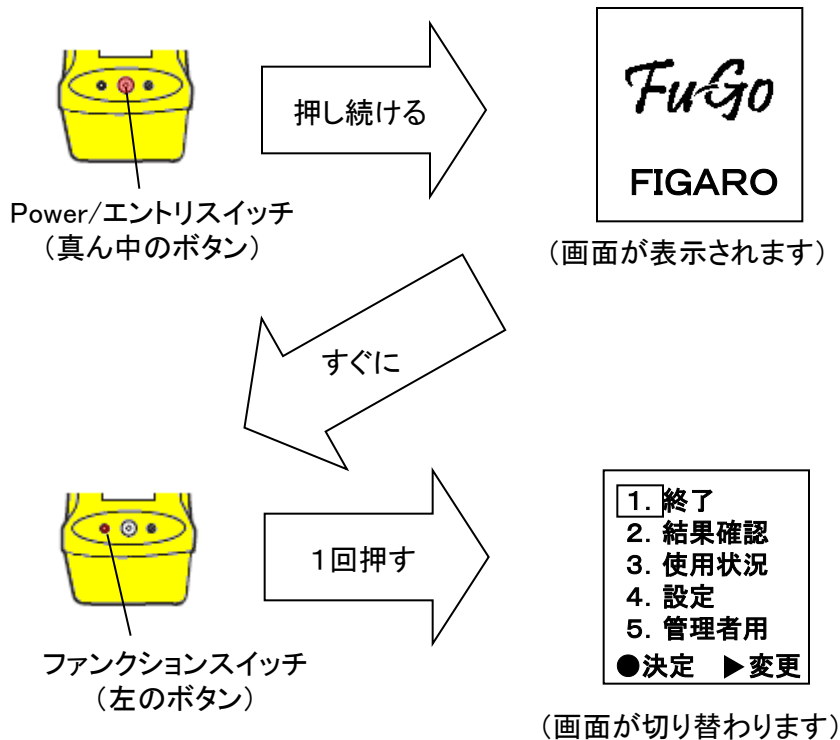 押し続ける
FuGo
FIGARO
Power/エントリスイッチ
（真ん中のボタン）
（画面が表示されます）
すぐに
1回押す
1. 終了
2. 結果確認
3. 使用状況
4. 設定
5. 管理者用
●決定 ▶変更
ファンクションスイッチ
（左のボタン）
（画面が切り替わります）